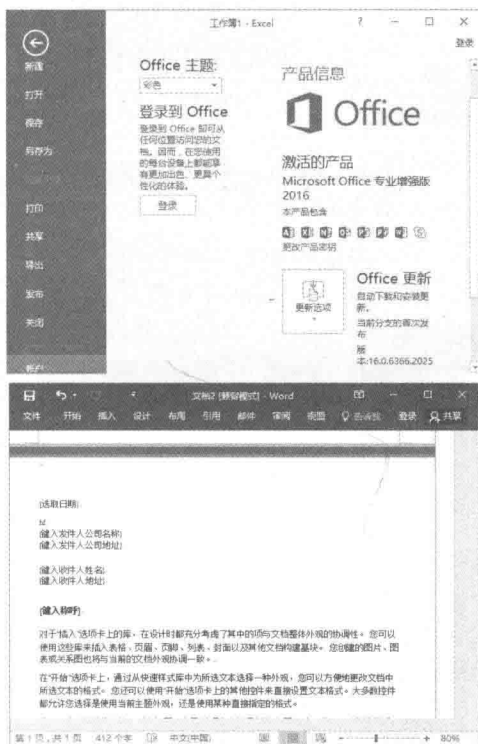 工作簿1 - Excel
?
登录
新建
打开
保存
另存为
打印
共享
导出
发布
关闭
账户
Office 主题:
彩色
登录到 Office
登录到 Office 即可从
任何位置访问您的文
档。因而，在您使用
的每台设备上都能享
有更加出色、更具个
性化的体验。
登录
产品信息
Office
激活的产品
Microsoft Office 专业增强版
2016
本产品包含
更改产品密钥
更新选项
Office 更新
自动下载和安装更
新。
当前分支的首次发
布
版
本:16.0.6366.2025
文档2 [兼容模式] - Word
文件 开始 插入 设计 布局 引用 邮件 审阅 视图 登录 共享
[选取日期]
[键入发件人公司名称]
[键入发件人公司地址]
[键入收件人姓名]
[键入收件人地址]
[键入称呼]
对于“插入”选项卡上的库，在设计时都充分考虑了其中的项与文档整体外观的协调性。 您可以
使用这些库来插入表格、页眉、页脚、列表、封面以及其他文档构建基块。 您创建的图片、图
表或关系图也将与当前的文档外观协调一致。
在“开始”选项卡上，通过从快速样式库中为所选文本选择一种外观，您可以方便地更改文档中
所选文本的格式。 您还可以使用“开始”选项卡上的其他控件来直接设置文本格式。大多数控件
都允许您选择是使用当前主题外观，还是使用某种直接指定的格式。
第1页，共1页 412个字 中文(中国) 80%